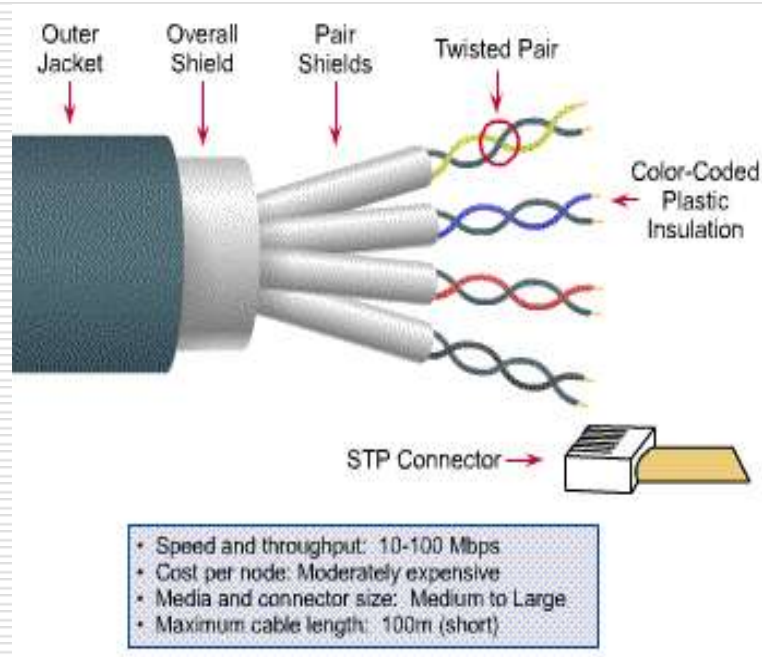 Outer
Jacket
Overall
Shield
Pair
Shields
Twisted Pair
Color-Coded
Plastic
Insulation
STP Connector
• Speed and throughput: 10-100 Mbps
• Cost per node: Moderately expensive
• Media and connector size: Medium to Large
• Maximum cable length: 100m (short)